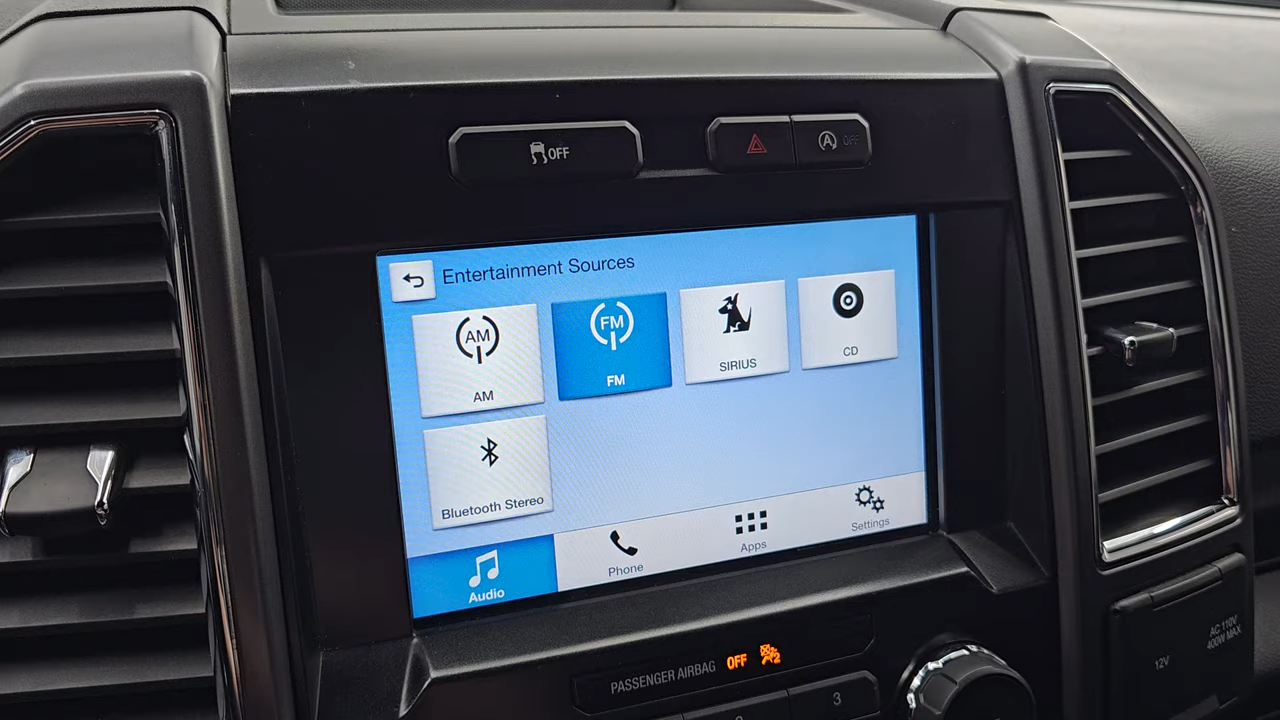 OFF
A OFF
Entertainment Sources
AM
FM
AM
FM
SIRIUS
CD
Bluetooth Stereo
Audio
Phone
Apps
Settings
PASSENGER AIRBAG OFF 2
3
12V
AC 110V
400W MAX